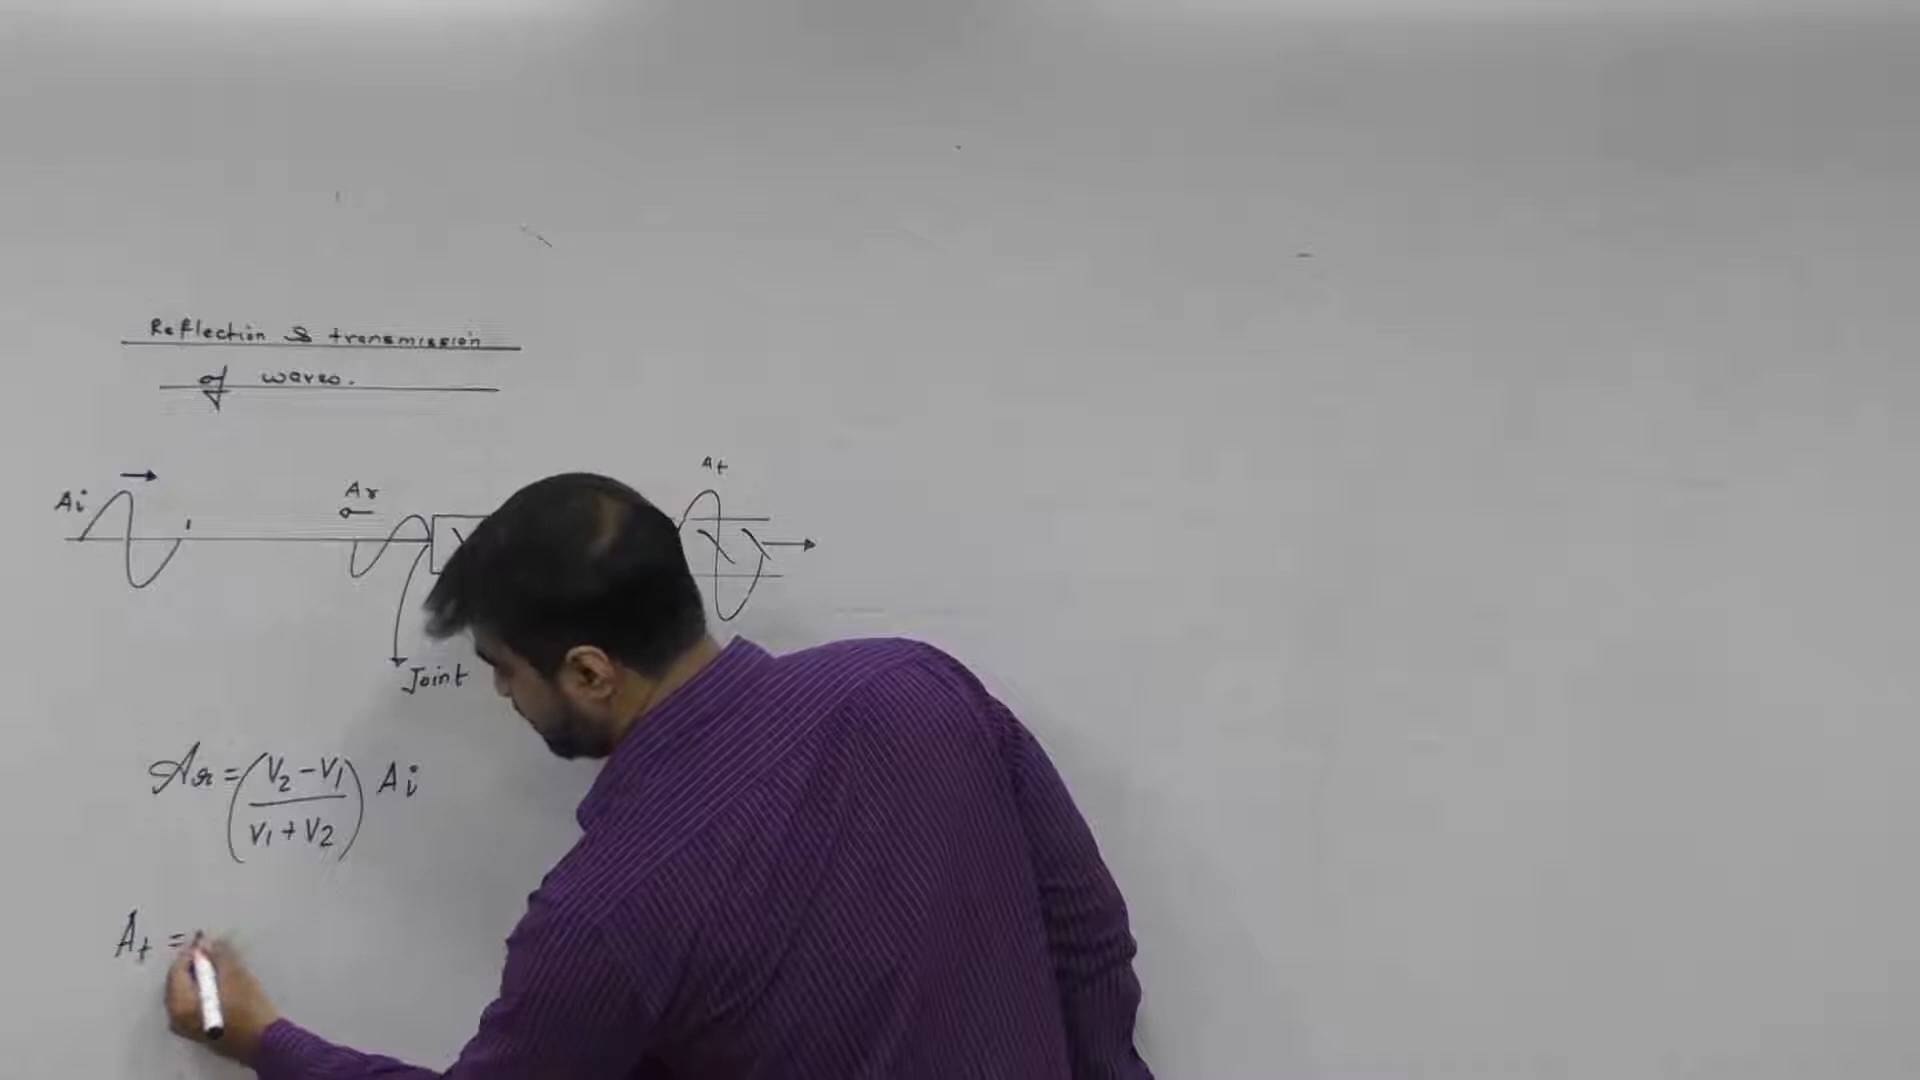 Reflection & transmission
of waves.
Ai
Ar
At
Joint
Ar = (V2 - V1 / V1 + V2) Ai
At =